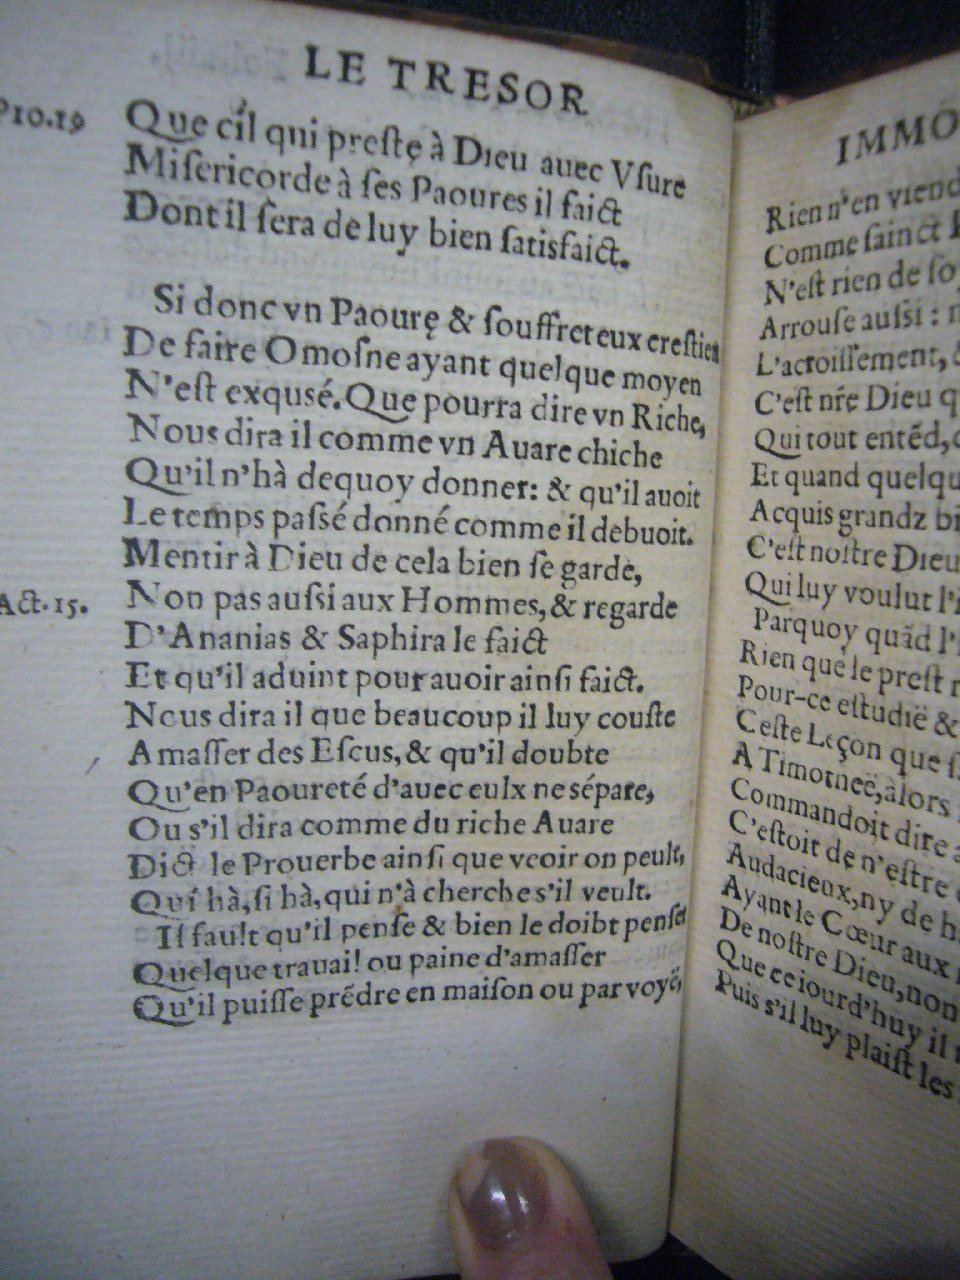 LE TRESOR
Pro.19
Que cil qui prestę à Dieu auec Vsure
Misericorde à ses Paoures il faict
Dont il sera de luy bien satisfaict.
Si donc vn Paourę & souffreteux crestien
De faire Omosne ayant quelque moyen
N'est exqusé. Que pourra dire vn Riche,
Nous dira il comme vn Auare chiche
Qu'il n'hà dequoy donner: & qu'il auoit
Le temps passé donné comme il debuoit.
Mentir à Dieu de cela bien se garde,
Act.15.
Non pas aussi aux Hommes, & regarde
D'Ananias & Saphira le faict
Et qu'il aduint pour auoir ainsi faict.
Nous dira il que beaucoup il luy couste
Amasser des Escus, & qu'il doubte
Qu'en Paoureté d'auec eulx ne sépare,
Ou s'il dira comme du riche Auare
Dict le Prouerbe ainsi que veoir on peult,
Qui hà, si hà, qui n'à cherche s'il veult.
Il fault qu'il pense & bien le doibt penser
Quelque trauail ou paine d'amasser
Qu'il puisse prẽdre en maison ou par voyë,
IMMO
Rien n'en viend
Comme sainct
N'est rien de so
Arrouse aussi :
L'acroissement,
C'est nr̃e Dieu q
Qui tout entẽd,
Et quand quelqu
Acquis grandz bi
C'est nostre Dieu
Qui luy voulut l'
Parquoy quãd l'
Rien que le prest
Pour-ce estudië &
Ceste Leçon que s
A Timotheë, àlors
Commandoit dire
C'estoit de n'estre
Audacieux, ny de h
Ayant le Cœur aux
De nostre Dieu, non
Que ce iourd'huy il
Puis s'il luy plaist les